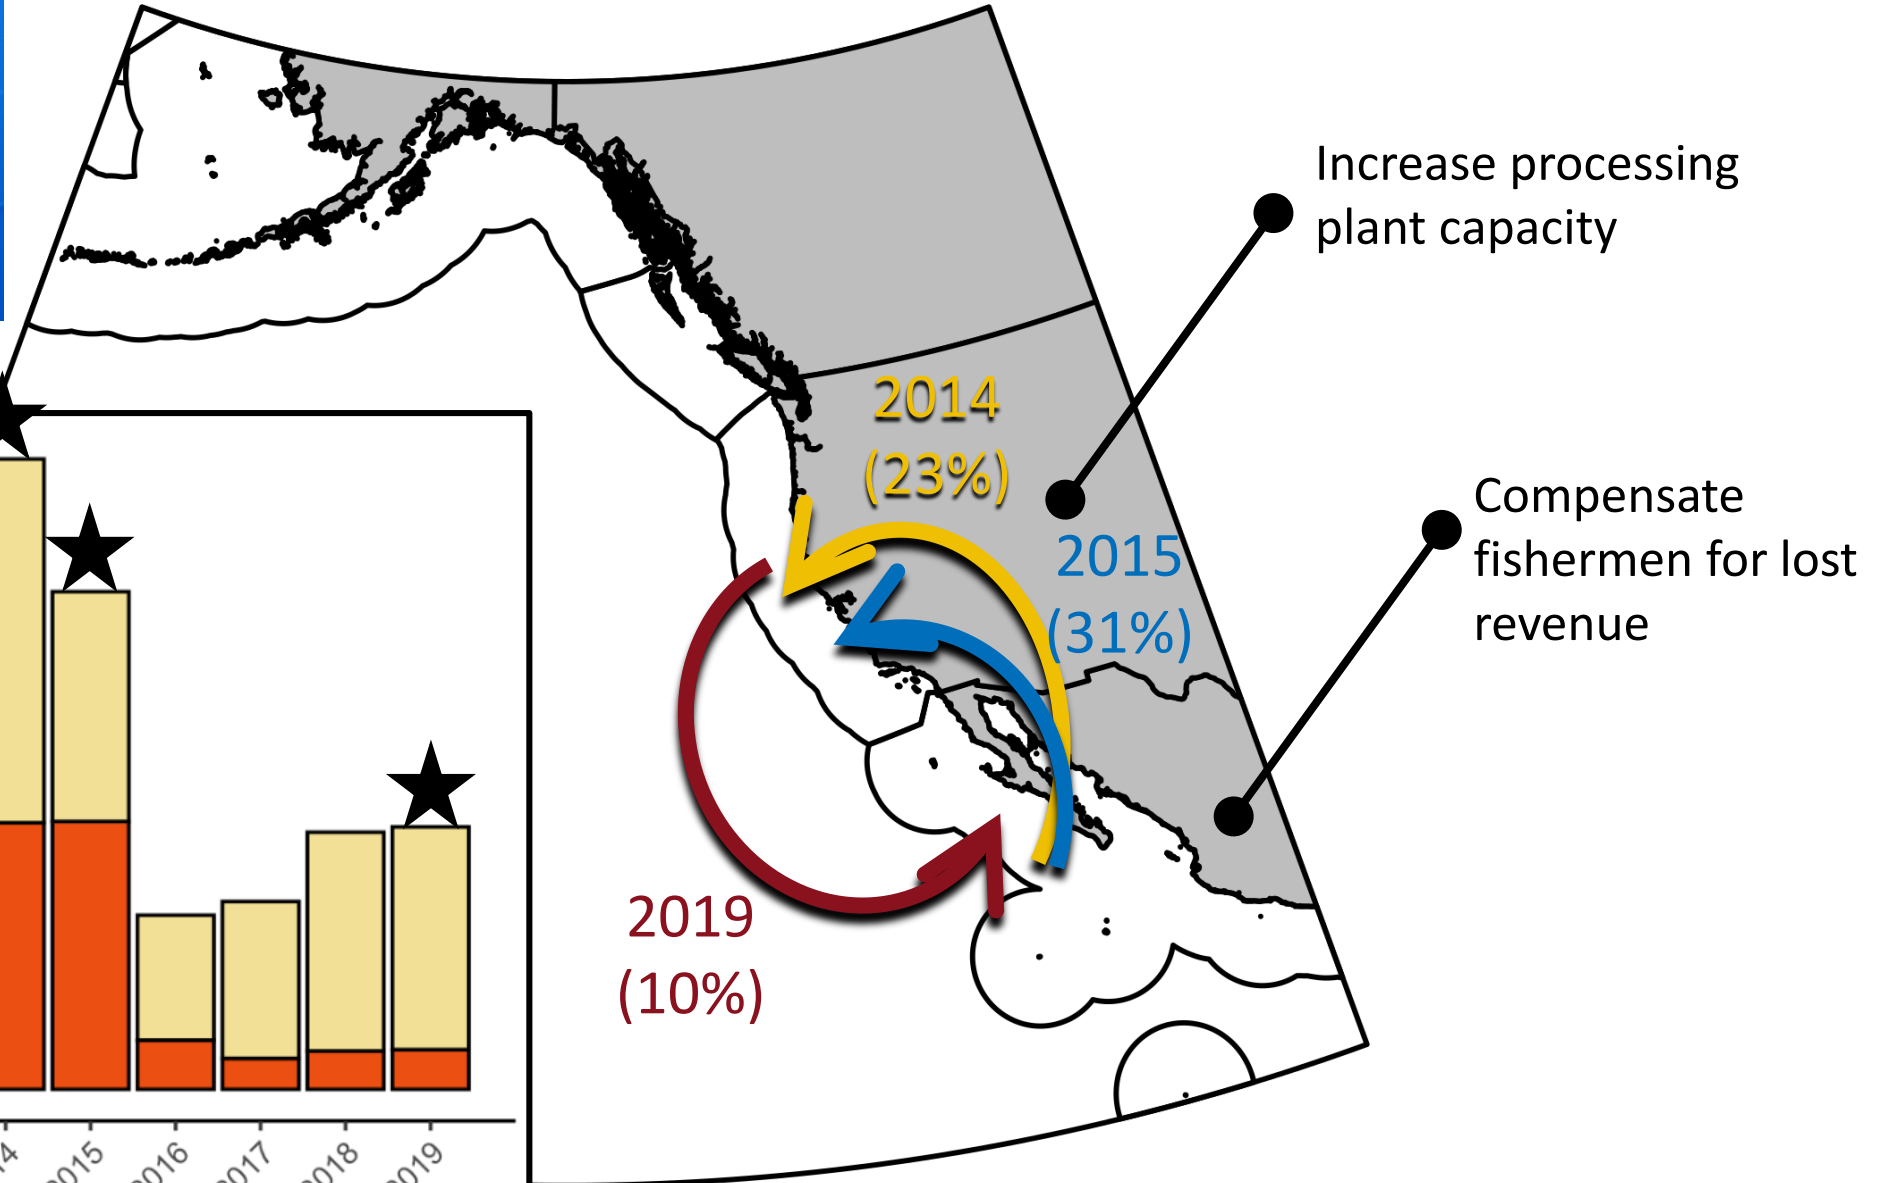 Increase processing
plant capacity
2014
(23%)
Compensate
fishermen for lost
revenue
2015
(31%)
2019
(10%)
4
2015
2016
2017
2018
2019